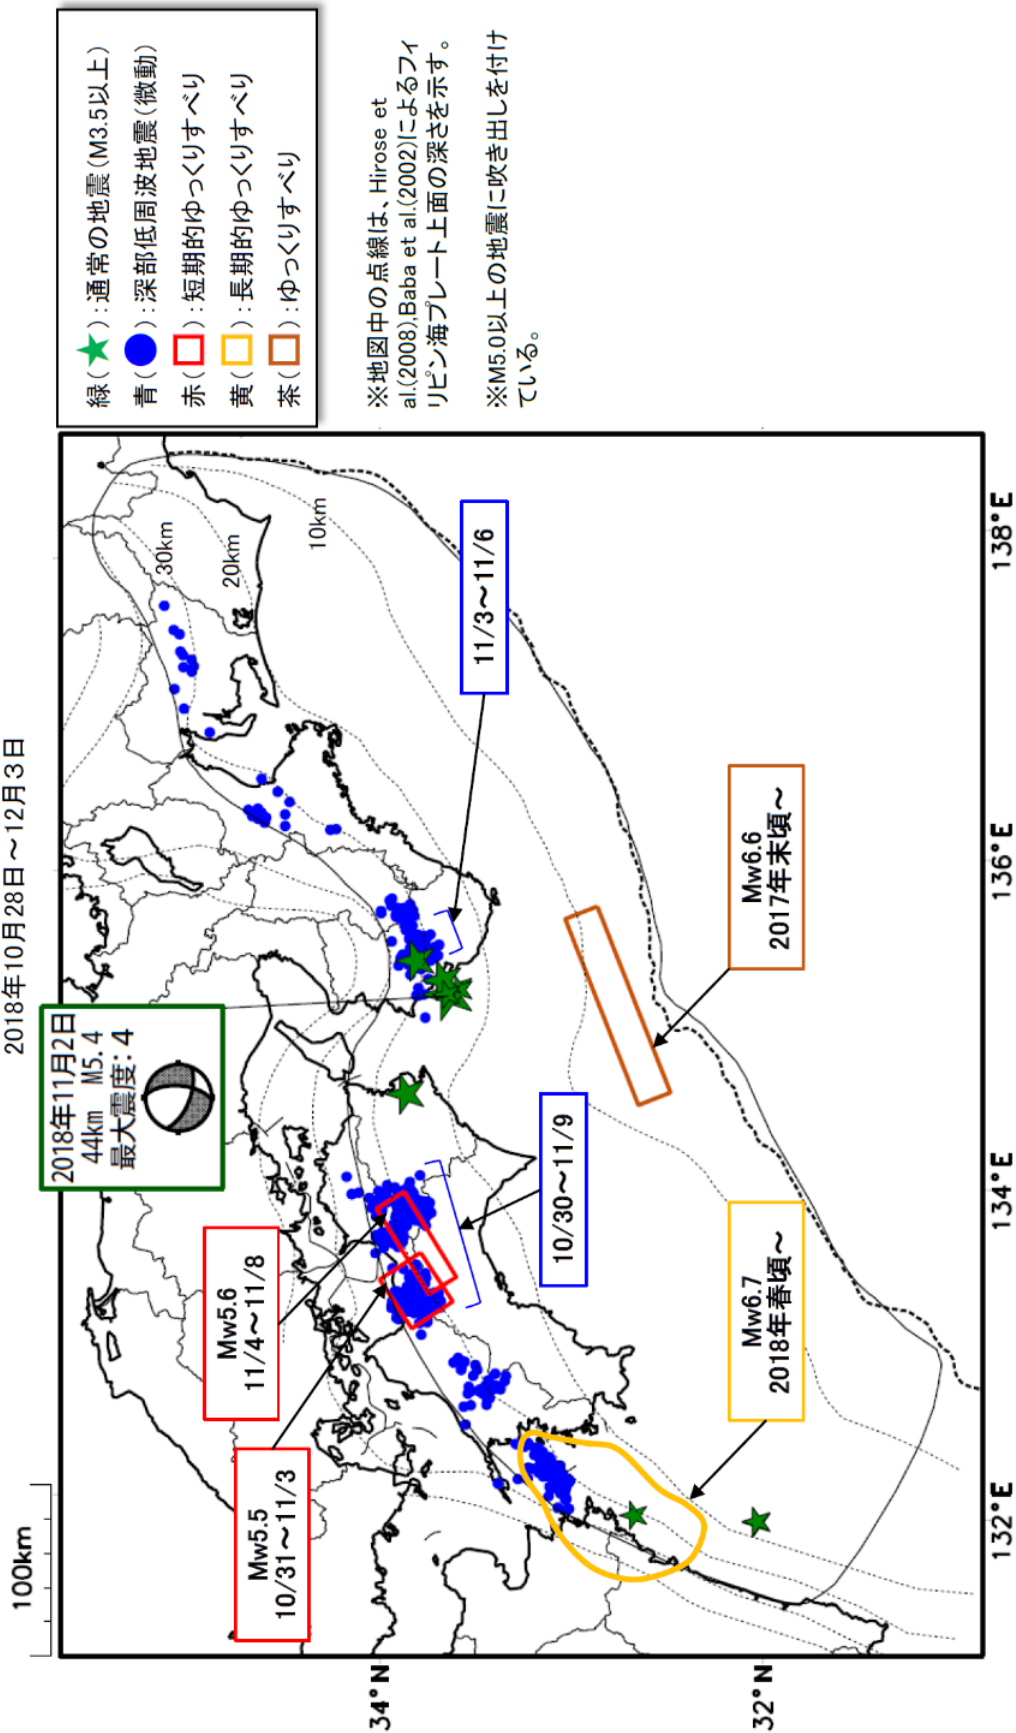 2018年10月28日～12月3日
100km
緑(★):通常の地震(M3.5以上)
青(●):深部低周波地震(微動)
赤(□):短期的ゆっくりすべり
黄(□):長期的ゆっくりすべり
茶(□):ゆっくりすべり
※地図中の点線は、Hirose et
al.(2008),Baba et al.(2002)によるフィ
リピン海プレート上面の深さを示す。
※M5.0以上の地震に吹き出しを付け
ている。
2018年11月2日
44km M5.4
最大震度:4
Mw5.5
10/31～11/3
Mw5.6
11/4～11/8
10/30～11/9
11/3～11/6
30km
20km
10km
Mw6.7
2018年春頃～
Mw6.6
2017年末頃～
34°N
32°N
132°E
134°E
136°E
138°E